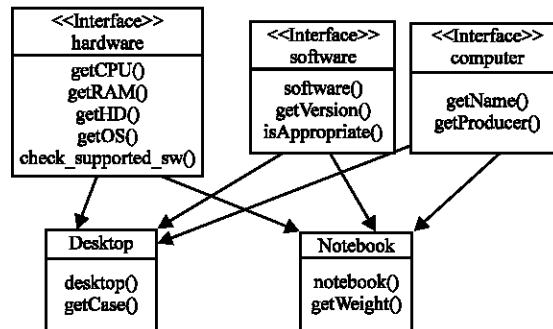 <<Interface>>
hardware
getCPU()
getRAM()
getHD()
getOS()
check_supported_sw()
<<Interface>>
software
software()
getVersion()
isAppropriate()
<<Interface>>
computer
getName()
getProducer()
Desktop
desktop()
getCase()
Notebook
notebook()
getWeight()